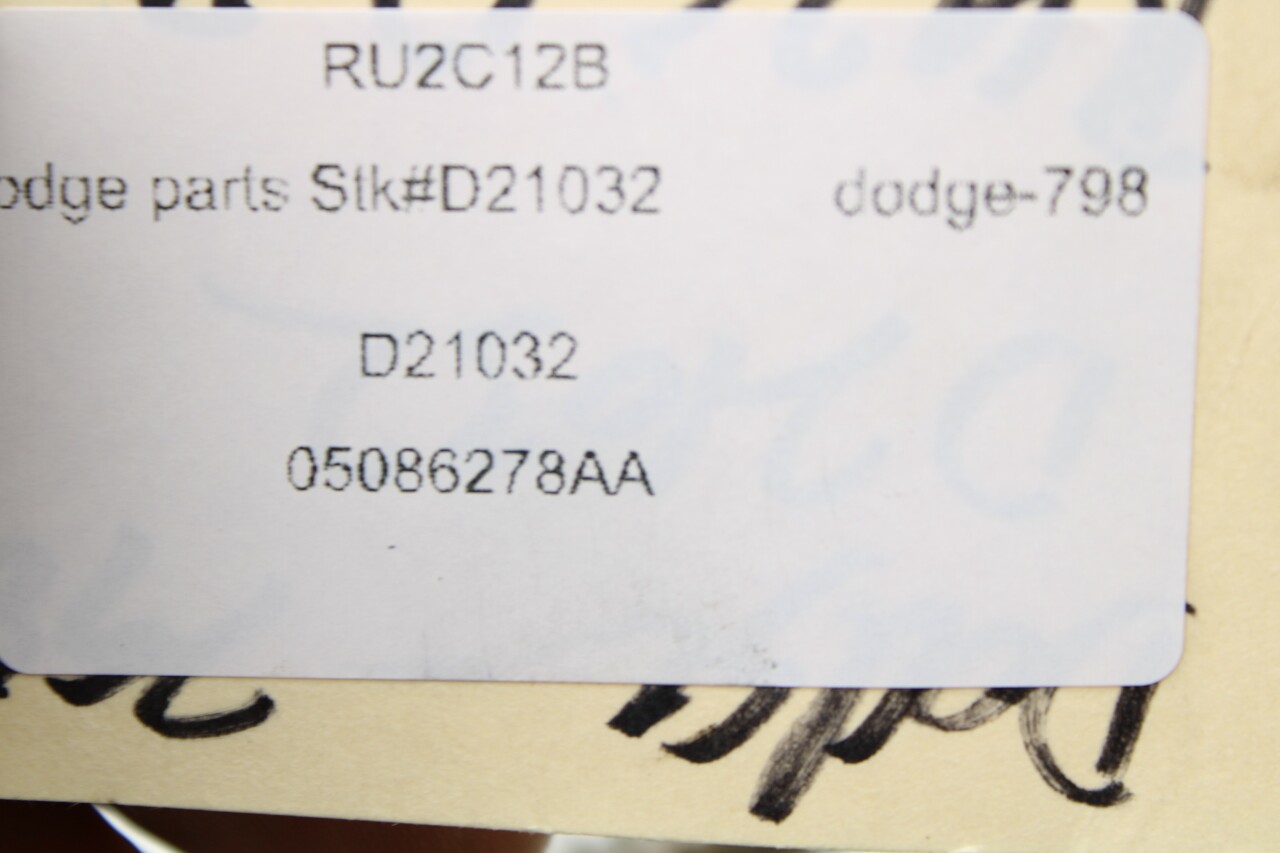 RU2C12B
odge parts Stk#D21032 dodge-798
D21032
05086278AA